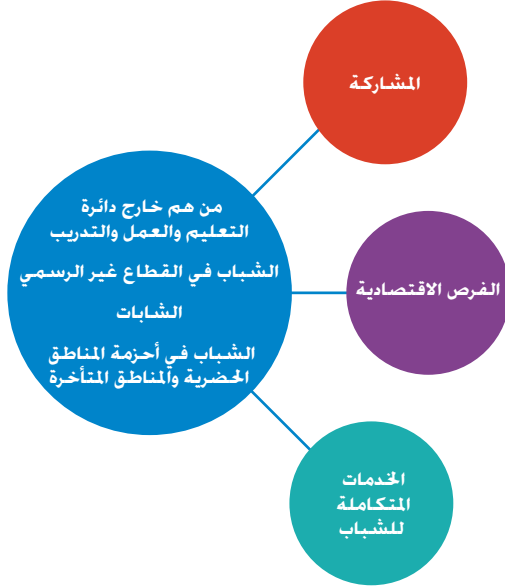 المشاركة
من هم خارج دائرة
التعليم والعمل والتدريب
الشباب في القطاع غير الرسمي
الشابات
الشباب في أحزمة المناطق
الحضرية والمناطق المتأخرة
الفرص الاقتصادية
الخدمات
المتكاملة
للشباب